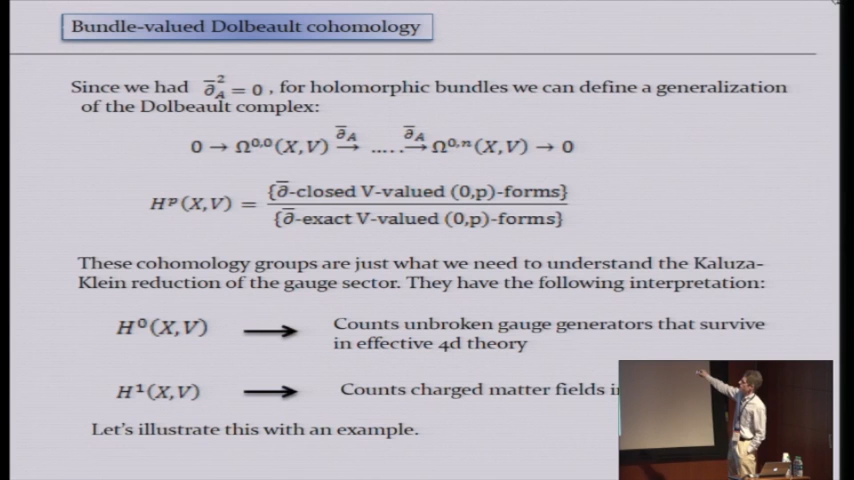 Bundle-valued Dolbeault cohomology
Since we had ∂̄_A² = 0 , for holomorphic bundles we can define a generalization
of the Dolbeault complex:
0 → Ω^{0,0}(X,V) →^{∂̄_A} ..... →^{∂̄_A} Ω^{0,n}(X,V) → 0
H^p(X,V) = {∂̄-closed V-valued (0,p)-forms} / {∂̄-exact V-valued (0,p)-forms}
These cohomology groups are just what we need to understand the Kaluza-
Klein reduction of the gauge sector. They have the following interpretation:
H⁰(X,V) → Counts unbroken gauge generators that survive
in effective 4d theory
H¹(X,V) → Counts charged matter fields
Let's illustrate this with an example.